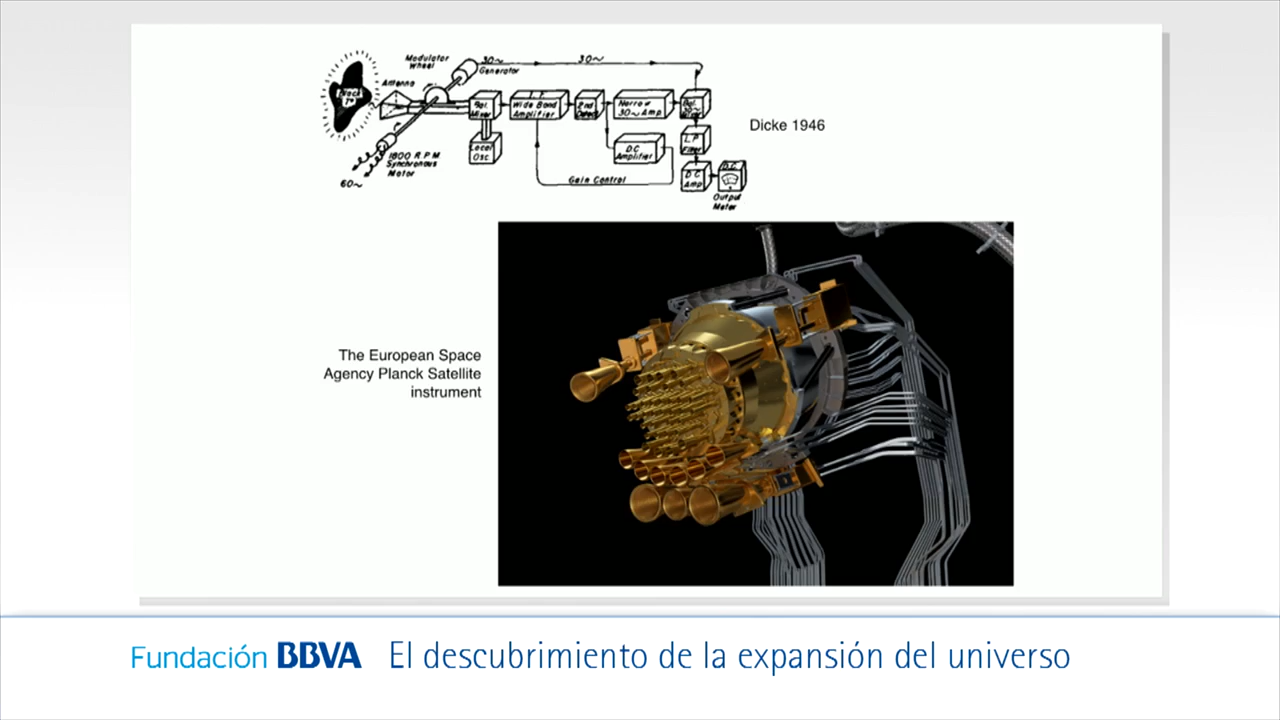 Modulator
Wheel
30~
Generator
30~
Antenna
Black
T°
Bal.
Mixer
I.F.
Wide Band
Amplifier
2nd
Detect.
Narrow
30~ Amp.
Bal.
30~
Mixer
Dicke 1946
Local
Osc.
D.C.
Amplifier
L.P.
Filter
1800 R.P.M
Synchronous
Motor
60~
Gain Control
D.C
Amp
D.C.
Output
Meter
The European Space
Agency Planck Satellite
instrument
Fundación BBVA El descubrimiento de la expansión del universo